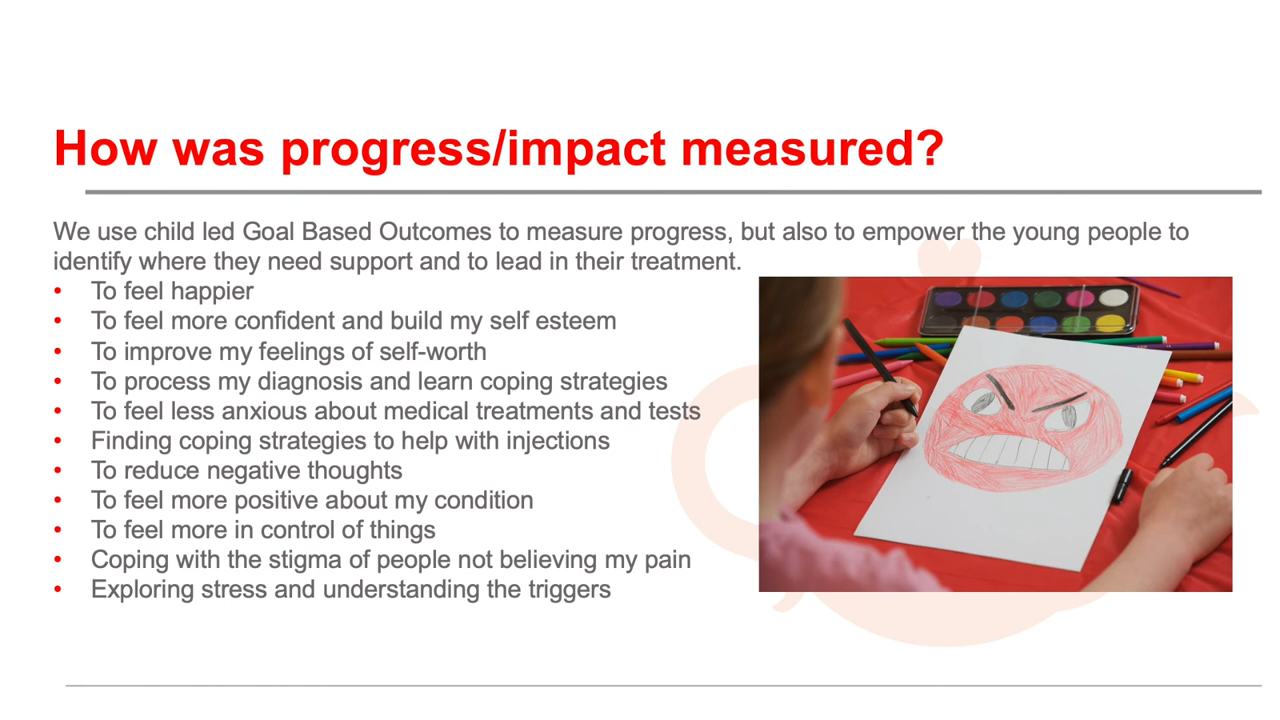 How was progress/impact measured?
We use child led Goal Based Outcomes to measure progress, but also to empower the young people to
identify where they need support and to lead in their treatment.
• To feel happier
• To feel more confident and build my self esteem
• To improve my feelings of self-worth
• To process my diagnosis and learn coping strategies
• To feel less anxious about medical treatments and tests
• Finding coping strategies to help with injections
• To reduce negative thoughts
• To feel more positive about my condition
• To feel more in control of things
• Coping with the stigma of people not believing my pain
• Exploring stress and understanding the triggers